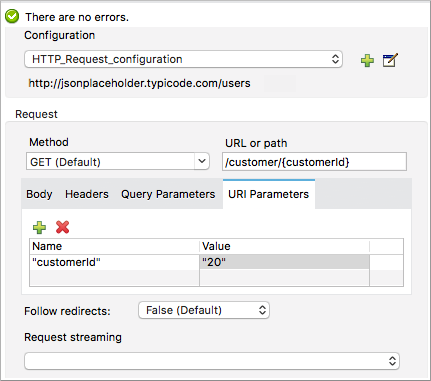 There are no errors.
Configuration
HTTP_Request_configuration
http://jsonplaceholder.typicode.com/users
Request
Method
URL or path
GET (Default)
/customer/{customerId}
Body Headers Query Parameters URI Parameters
Name Value
"customerId" "20"
Follow redirects: False (Default)
Request streaming